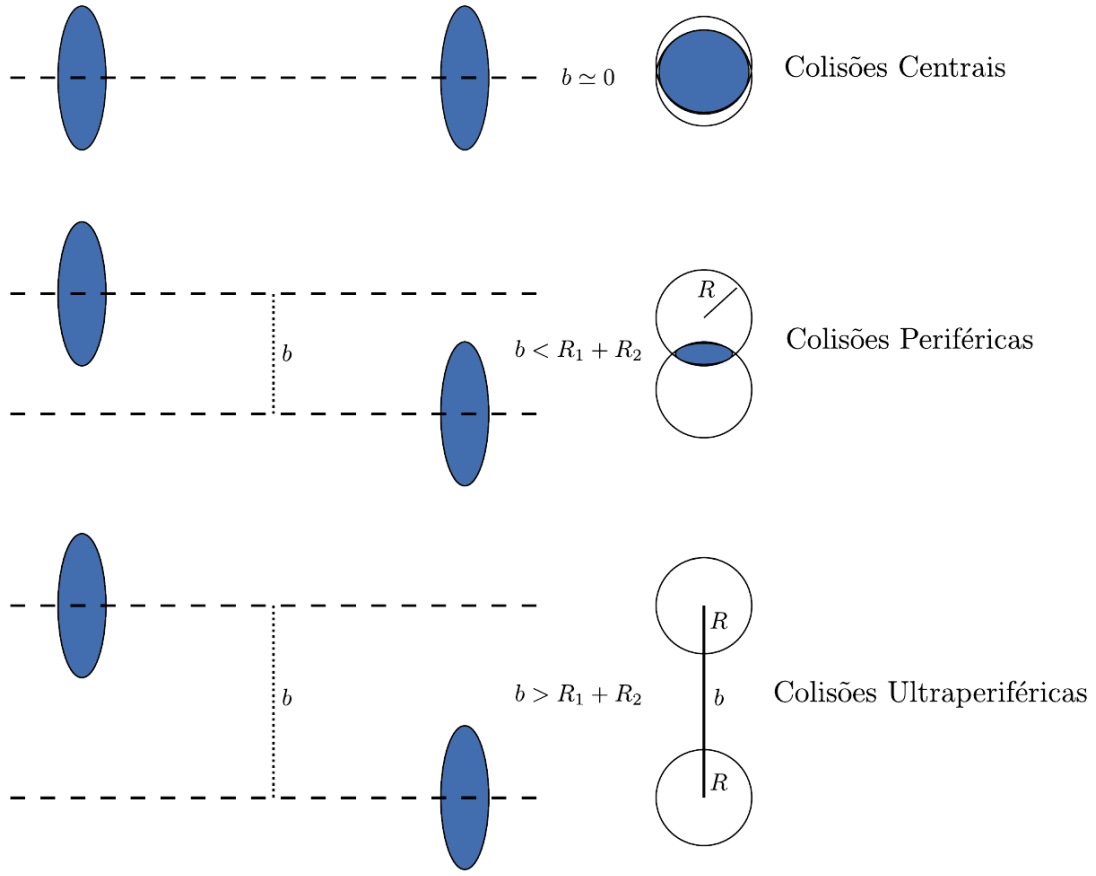 b ≃ 0
Colisões Centrais
b
b < R₁ + R₂
R
Colisões Periféricas
b
b > R₁ + R₂
R
b
R
Colisões Ultraperiféricas